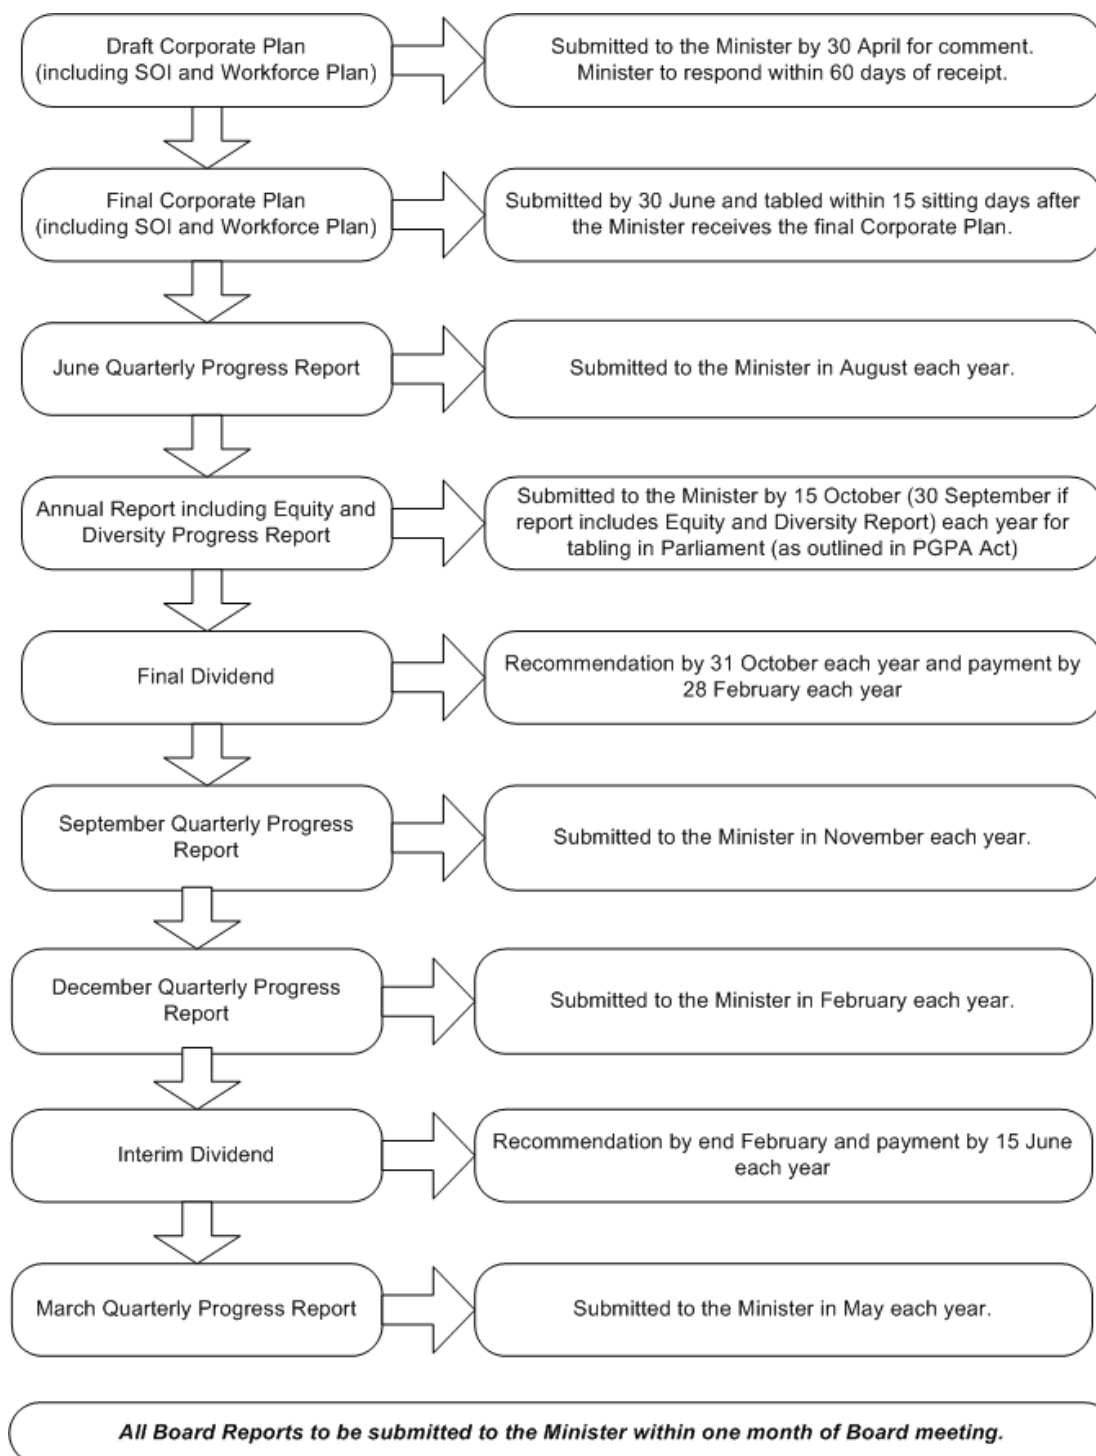 Draft Corporate Plan
(including SOI and Workforce Plan)
Submitted to the Minister by 30 April for comment.
Minister to respond within 60 days of receipt.
Final Corporate Plan
(including SOI and Workforce Plan)
Submitted by 30 June and tabled within 15 sitting days after
the Minister receives the final Corporate Plan.
June Quarterly Progress Report
Submitted to the Minister in August each year.
Annual Report including Equity and
Diversity Progress Report
Submitted to the Minister by 15 October (30 September if
report includes Equity and Diversity Report) each year for
tabling in Parliament (as outlined in PGPA Act)
Final Dividend
Recommendation by 31 October each year and payment by
28 February each year
September Quarterly Progress
Report
Submitted to the Minister in November each year.
December Quarterly Progress
Report
Submitted to the Minister in February each year.
Interim Dividend
Recommendation by end February and payment by 15 June
each year
March Quarterly Progress Report
Submitted to the Minister in May each year.
All Board Reports to be submitted to the Minister within one month of Board meeting.